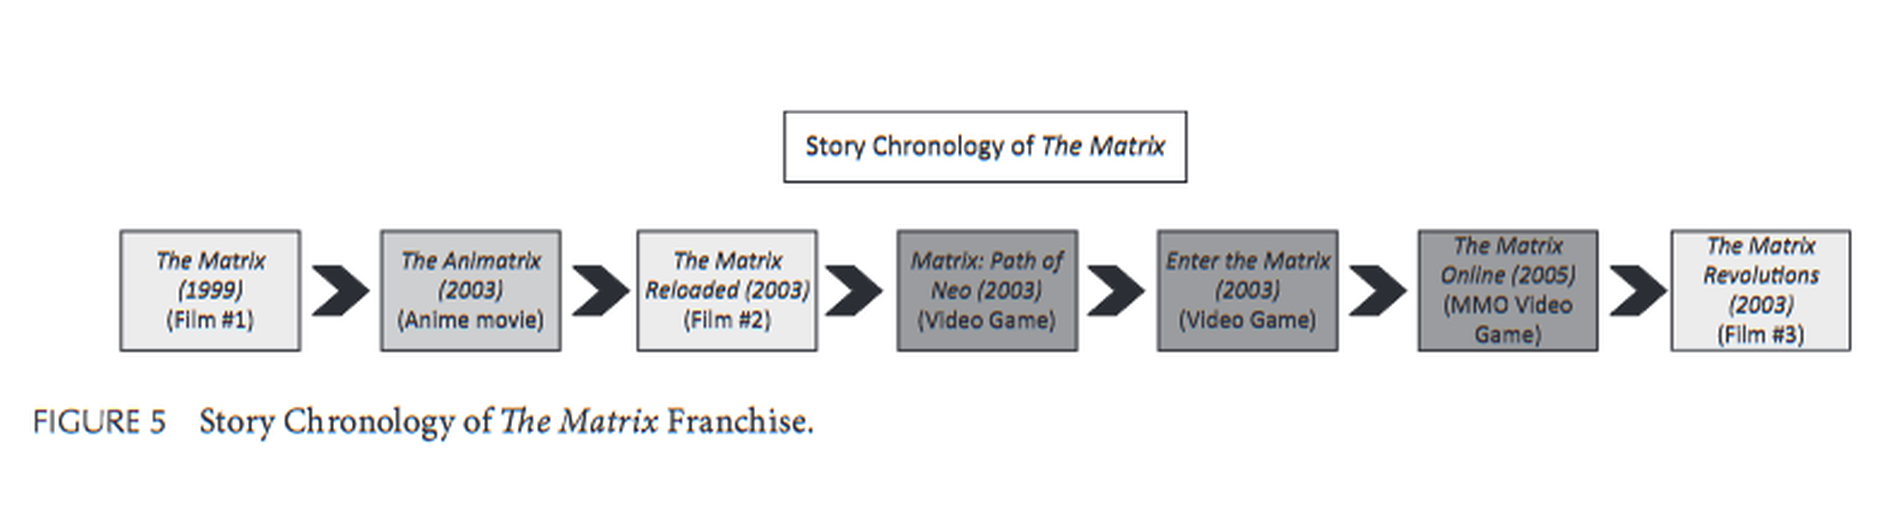 Story Chronology of The Matrix
The Matrix
(1999)
(Film #1)
The Animatrix
(2003)
(Anime movie)
The Matrix
Reloaded (2003)
(Film #2)
Matrix: Path of
Neo (2003)
(Video Game)
Enter the Matrix
(2003)
(Video Game)
The Matrix
Online (2005)
(MMO Video
Game)
The Matrix
Revolutions
(2003)
(Film #3)
FIGURE 5 Story Chronology of The Matrix Franchise.